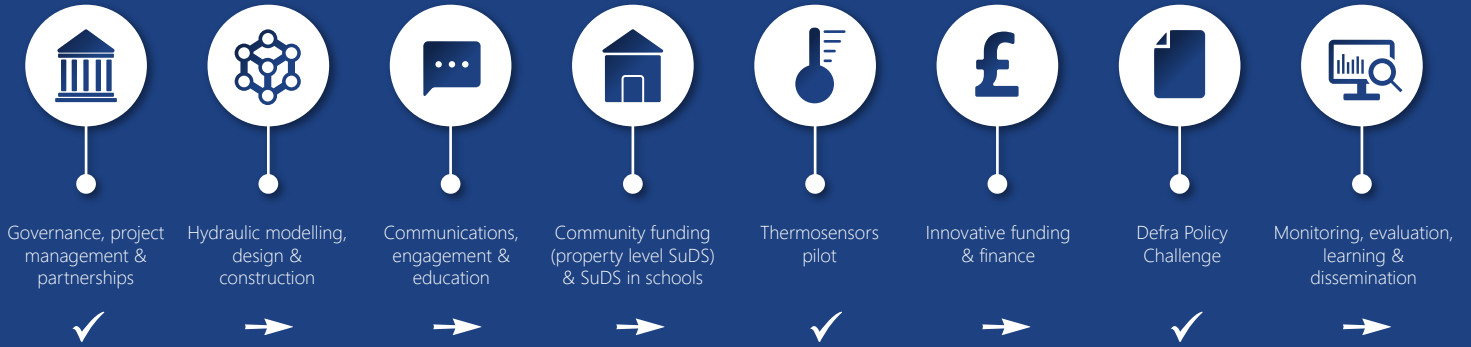 Governance, project
management &
partnerships
Hydraulic modelling,
design &
construction
Communications,
engagement &
education
Community funding
(property level SuDS)
& SuDS in schools
Thermosensors
pilot
Innovative funding
& finance
Defra Policy
Challenge
Monitoring, evaluation,
learning &
dissemination